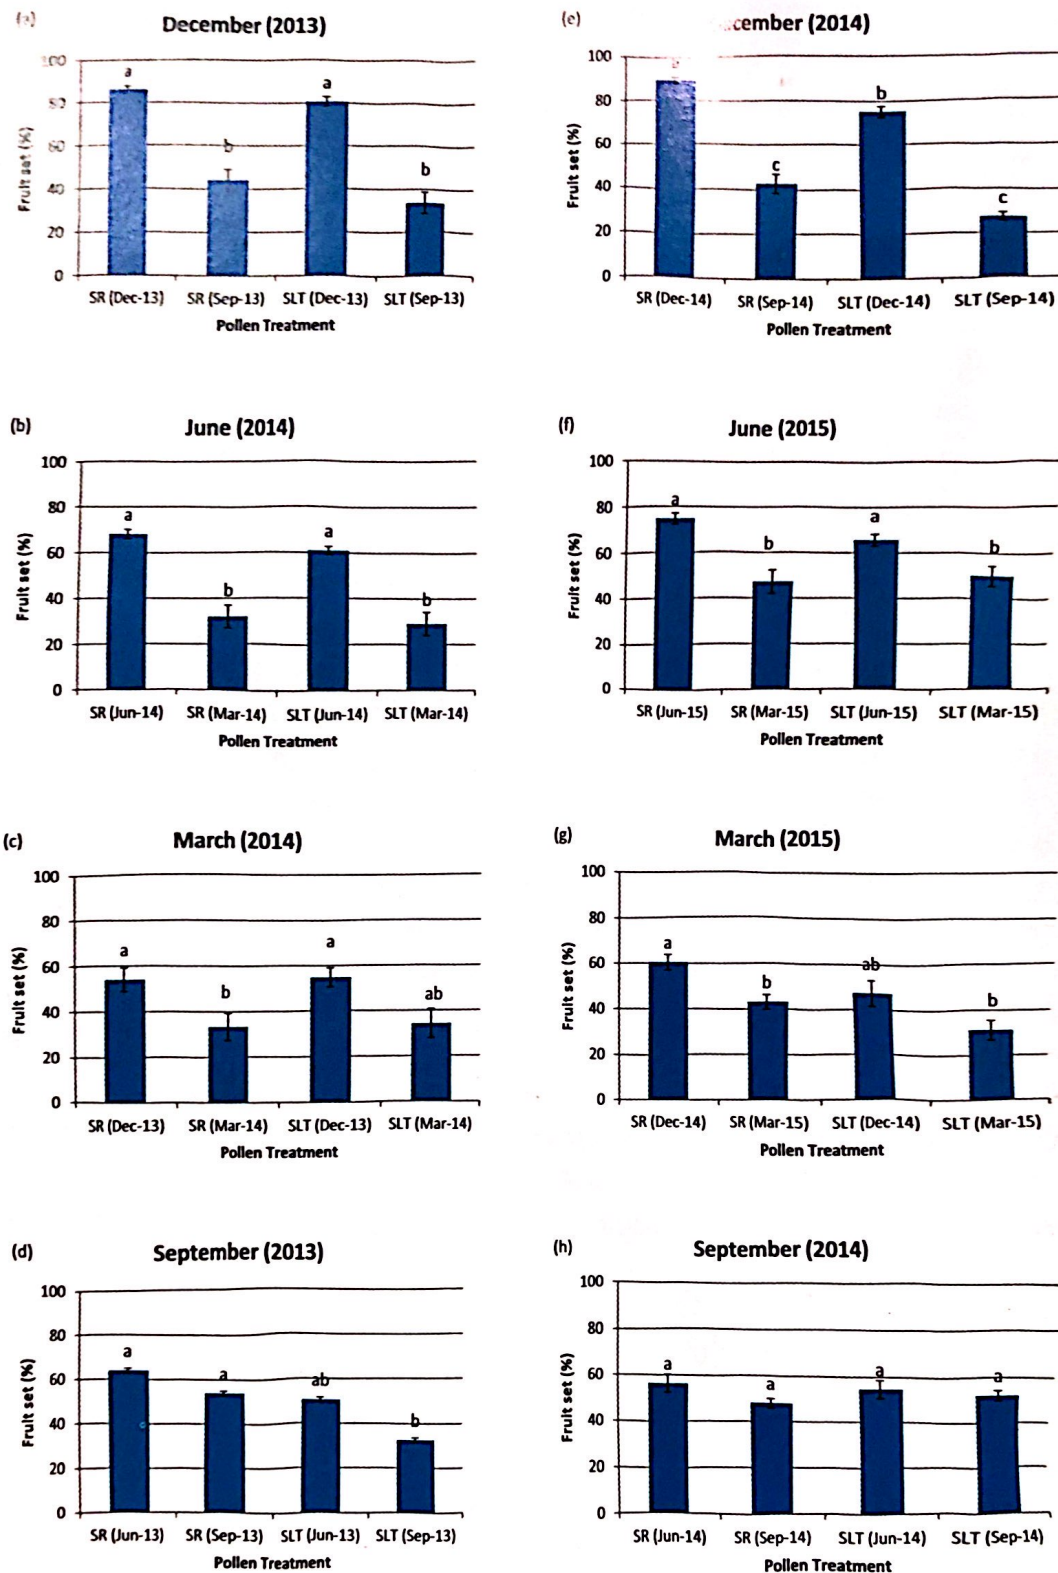 December (2013)
100
80
60
40
20
0
Fruit set (%)
a
b
a
b
SR (Dec-13) SR (Sep-13) SLT (Dec-13) SLT (Sep-13)
Pollen Treatment
(b)
June (2014)
100
80
60
40
20
0
Fruit set (%)
a
b
a
b
SR (Jun-14) SR (Mar-14) SLT (Jun-14) SLT (Mar-14)
Pollen Treatment
(c)
March (2014)
100
80
60
40
20
0
Fruit set (%)
a
b
a
ab
SR (Dec-13) SR (Mar-14) SLT (Dec-13) SLT (Mar-14)
Pollen Treatment
(d)
September (2013)
100
80
60
40
20
0
Fruit set (%)
a
a
ab
b
SR (Jun-13) SR (Sep-13) SLT (Jun-13) SLT (Sep-13)
Pollen Treatment
(e)
(2014)
100
80
60
40
20
0
Fruit set (%)
c
b
c
SR (Dec-14) SR (Sep-14) SLT (Dec-14) SLT (Sep-14)
Pollen Treatment
(f)
June (2015)
100
80
60
40
20
0
Fruit set (%)
a
b
a
b
SR (Jun-15) SR (Mar-15) SLT (Jun-15) SLT (Mar-15)
Pollen Treatment
(g)
March (2015)
100
80
60
40
20
0
Fruit set (%)
a
b
ab
b
SR (Dec-14) SR (Mar-15) SLT (Dec-14) SLT (Mar-15)
Pollen Treatment
(h)
September (2014)
100
80
60
40
20
0
Fruit set (%)
a
a
a
a
SR (Jun-14) SR (Sep-14) SLT (Jun-14) SLT (Sep-14)
Pollen Treatment